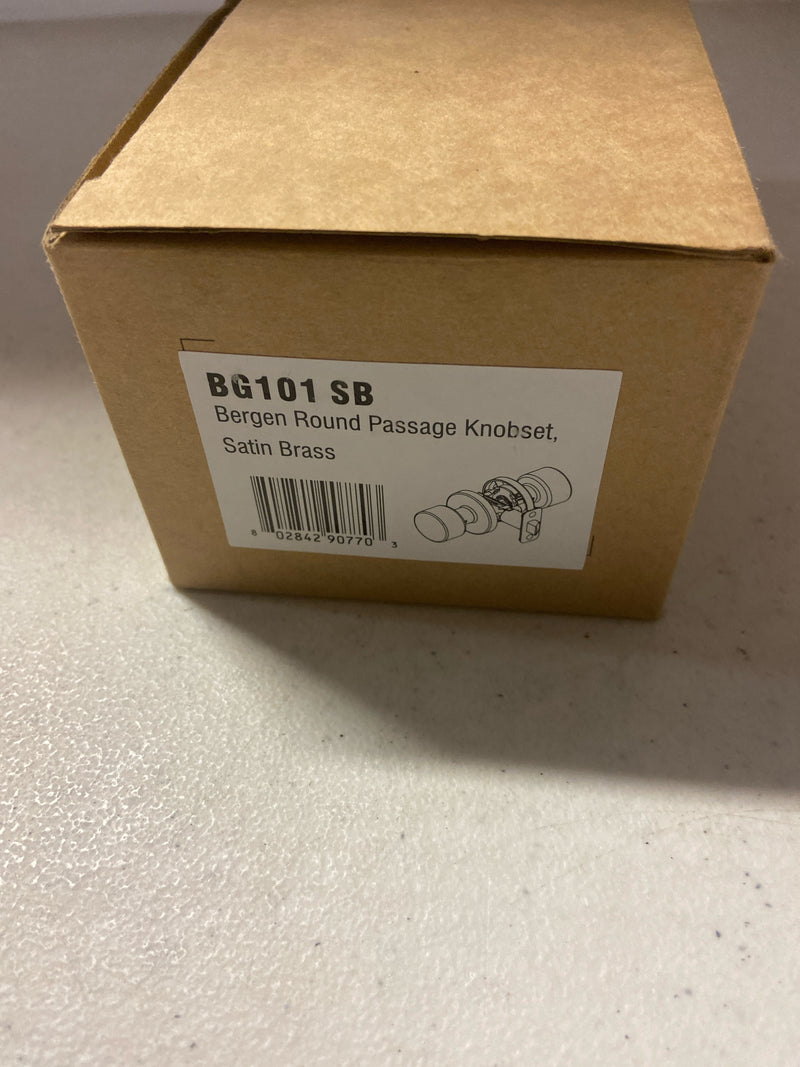 BG101 SB
Bergen Round Passage Knobset,
Satin Brass
8 02842 90770 3